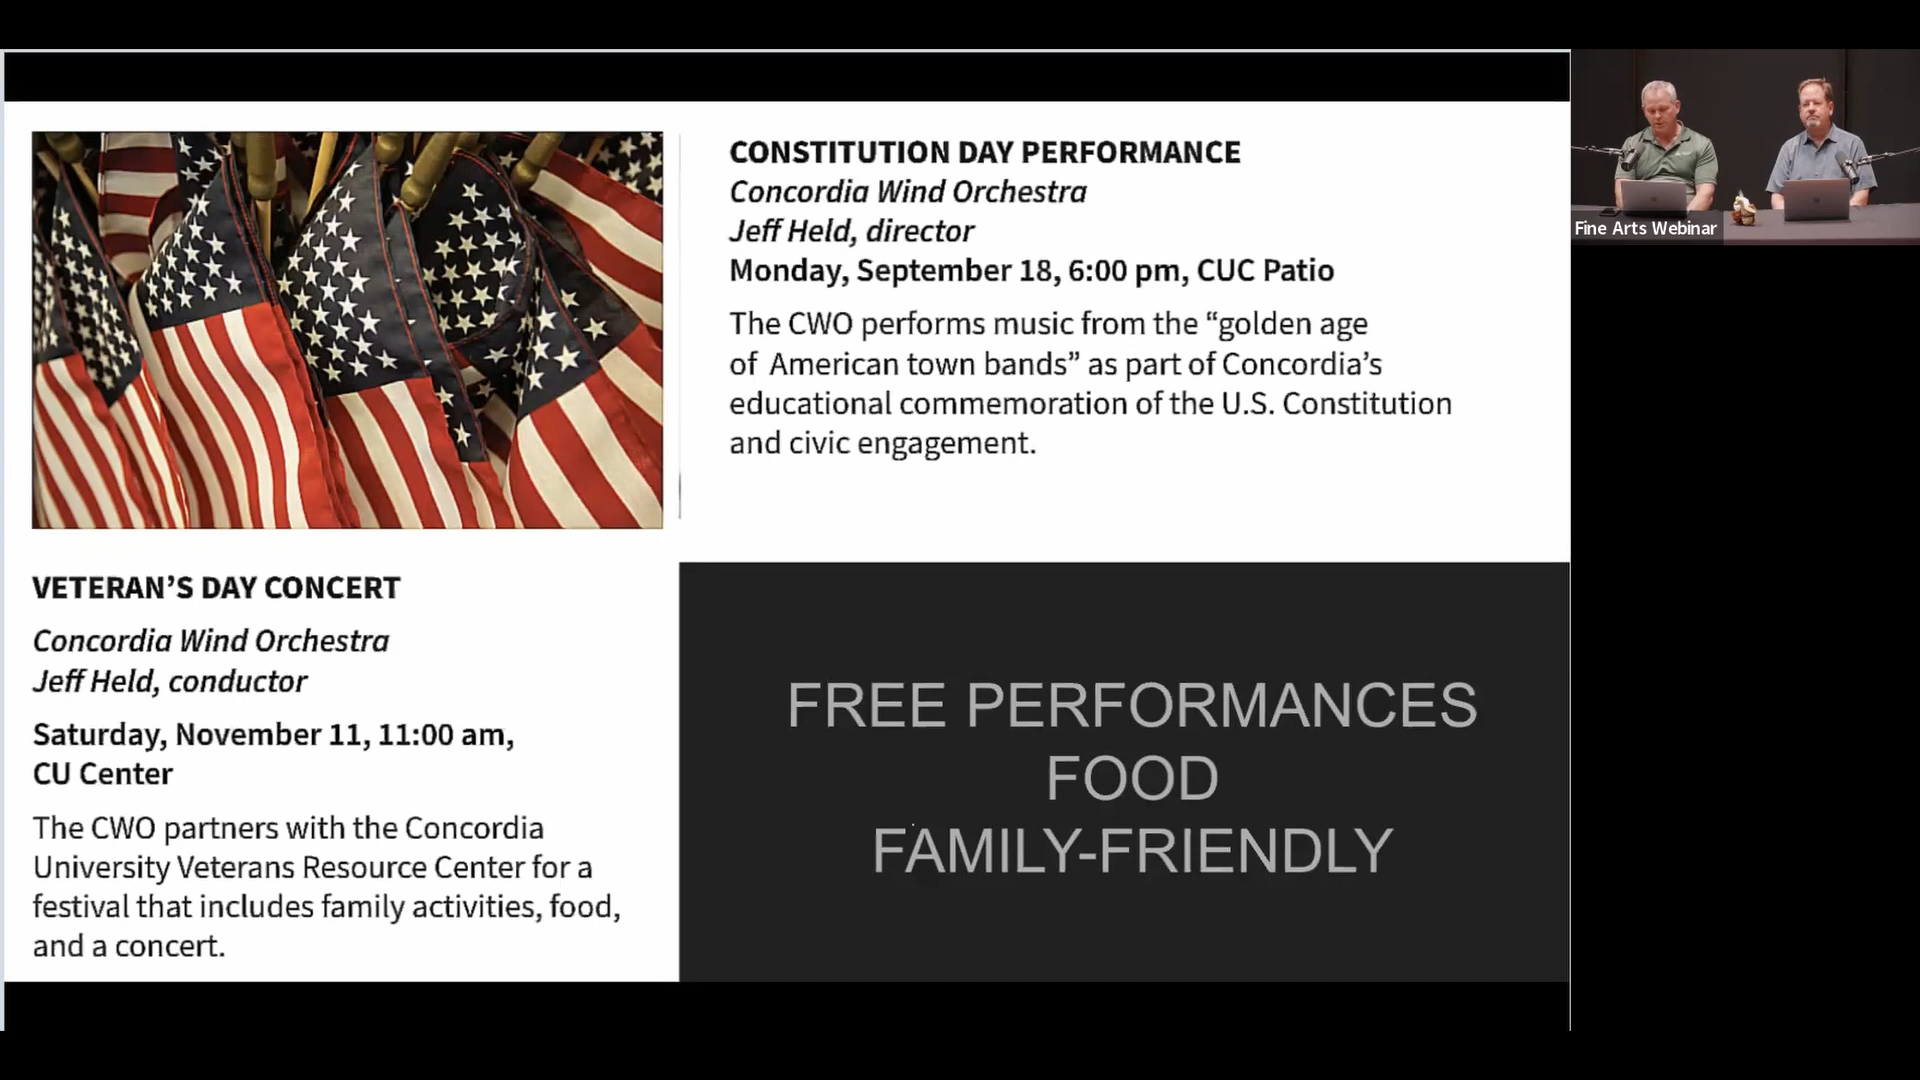 CONSTITUTION DAY PERFORMANCE
Concordia Wind Orchestra
Jeff Held, director
Monday, September 18, 6:00 pm, CUC Patio
The CWO performs music from the “golden age
of American town bands” as part of Concordia’s
educational commemoration of the U.S. Constitution
and civic engagement.
VETERAN’S DAY CONCERT
Concordia Wind Orchestra
Jeff Held, conductor
Saturday, November 11, 11:00 am,
CU Center
The CWO partners with the Concordia
University Veterans Resource Center for a
festival that includes family activities, food,
and a concert.
FREE PERFORMANCES
FOOD
FAMILY-FRIENDLY
Fine Arts Webinar